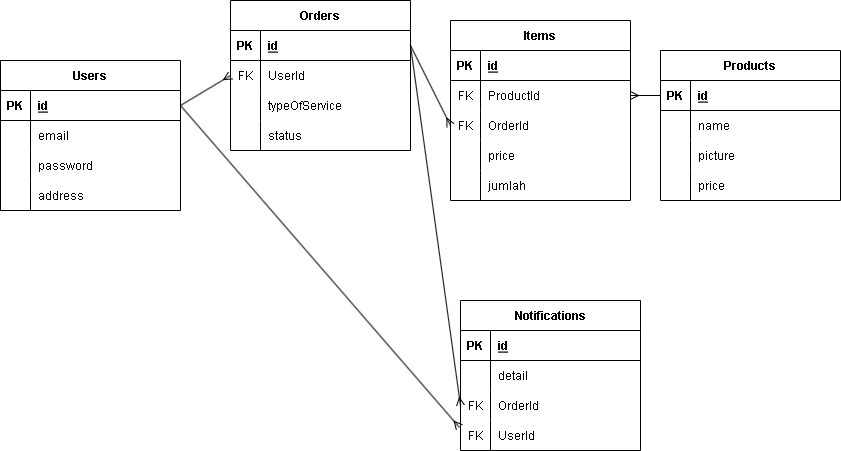 Users
PK id
email
password
address
Orders
PK id
FK UserId
typeOfService
status
Items
PK id
FK ProductId
FK OrderId
price
jumlah
Products
PK id
name
picture
price
Notifications
PK id
detail
FK OrderId
FK UserId